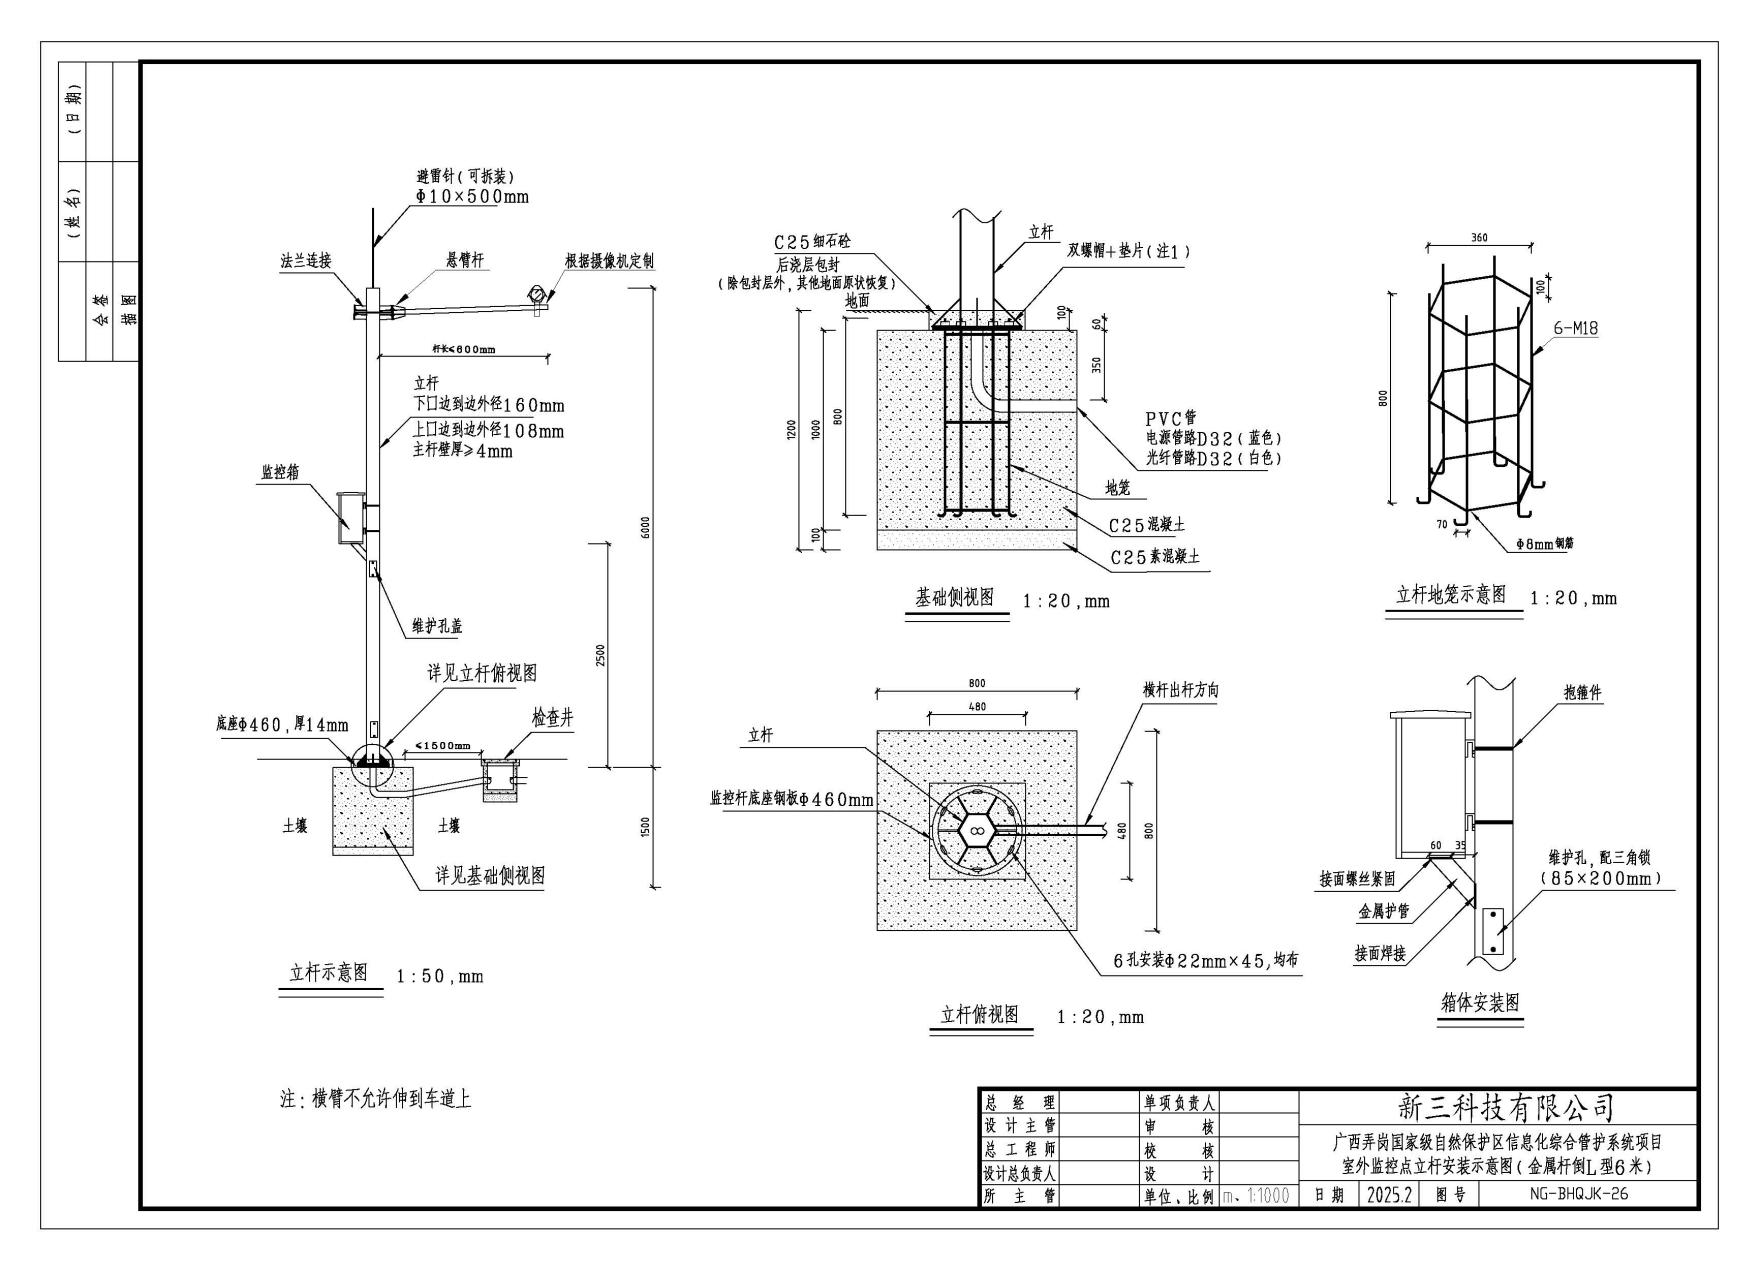 (日期)
(姓名)
会签
描图
避雷针(可拆装)
Φ10×500mm
法兰连接
悬臂杆
根据摄像机定制
杆长≤600mm
立杆
下口边到边外径160mm
上口边到边外径108mm
主杆壁厚≥4mm
监控箱
维护孔盖
6000
2500
1500
详见立杆俯视图
底座Φ460,厚14mm
检查井
≤1500mm
土壤
土壤
详见基础侧视图
立杆示意图 1:50,mm
注:横臂不允许伸到车道上
C25细石砼
后浇层包封
(除包封层外,其他地面原状恢复)
地面
立杆
双螺帽+垫片(注1)
100
60
350
1200
1000
800
100
PVC管
电源管路D32(蓝色)
光纤管路D32(白色)
地笼
C25混凝土
C25素混凝土
基础侧视图 1:20,mm
360
100
6-M18
800
70
Φ8mm钢筋
立杆地笼示意图 1:20,mm
800
480
横杆出杆方向
立杆
监控杆底座钢板Φ460mm
480
800
6孔安装Φ22mm×45,均布
立杆俯视图 1:20,mm
抱箍件
60
35
接面螺丝紧固
金属护管
接面焊接
维护孔,配三角锁
(85×200mm)
箱体安装图
总经理
设计主管
总工程师
设计总负责人
所主管
单项负责人
审核
校核
设计
单位、比例 m、1:1000
新三科技有限公司
广西弄岗国家级自然保护区信息化综合管护系统项目
室外监控点立杆安装示意图(金属杆倒L型6米)
日期 2025.2 图号 NG-BHQJK-26